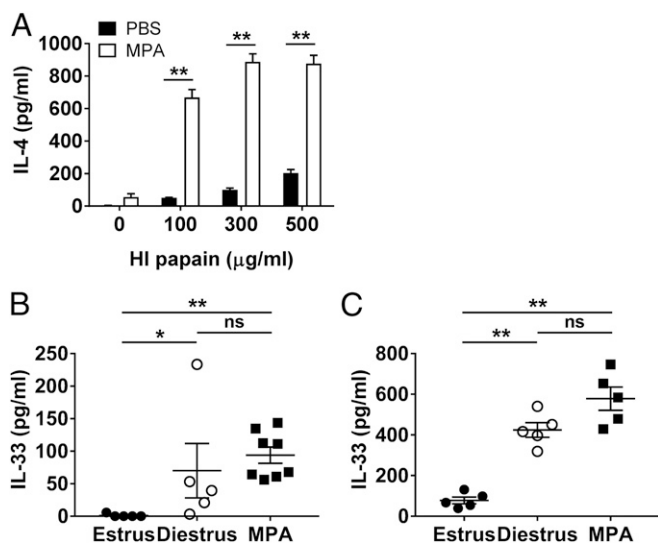 A
PBS
MPA
IL-4 (pg/ml)
1000
800
600
400
200
0
** ** **
0 100 300 500
HI papain (μg/ml)
B
**
* ns
IL-33 (pg/ml)
250
200
150
100
50
0
Estrus Diestrus MPA
C
**
** ns
IL-33 (pg/ml)
800
600
400
200
0
Estrus Diestrus MPA